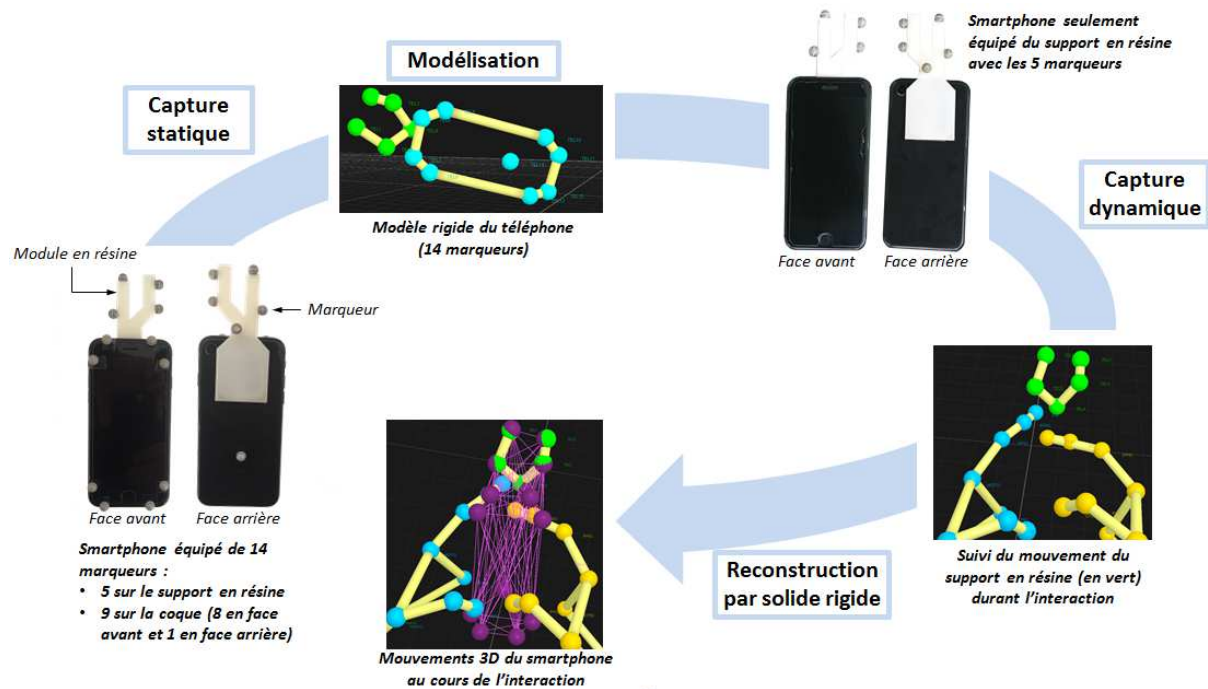 Capture
statique
Modélisation
Modèle rigide du téléphone
(14 marqueurs)
Smartphone seulement
équipé du support en résine
avec les 5 marqueurs
Face avant
Face arrière
Capture
dynamique
Module en résine
Marqueur
Face avant
Face arrière
Smartphone équipé de 14
marqueurs :
• 5 sur le support en résine
• 9 sur la coque (8 en face
avant et 1 en face arrière)
Suivi du mouvement du
support en résine (en vert)
durant l’interaction
Reconstruction
par solide rigide
Mouvements 3D du smartphone
au cours de l’interaction